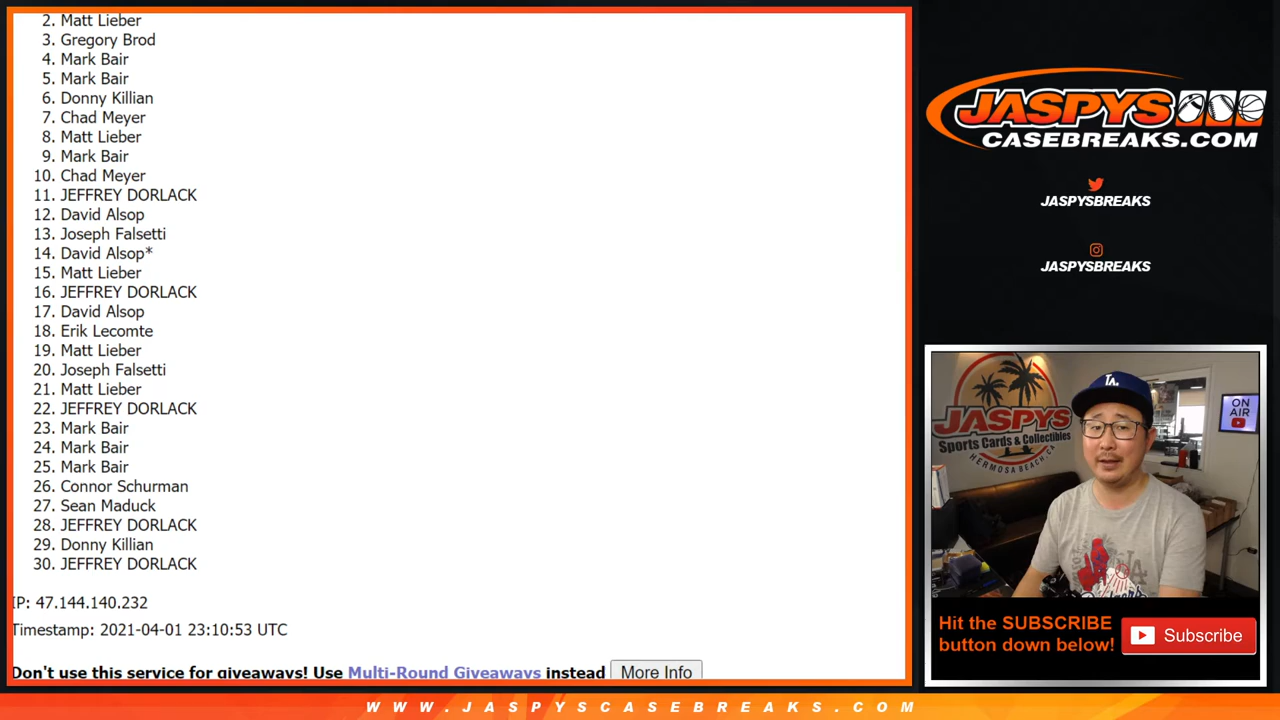 2. Matt Lieber
3. Gregory Brod
4. Mark Bair
5. Mark Bair
6. Donny Killian
7. Chad Meyer
8. Matt Lieber
9. Mark Bair
10. Chad Meyer
11. JEFFREY DORLACK
12. David Alsop
13. Joseph Falsetti
14. David Alsop*
15. Matt Lieber
16. JEFFREY DORLACK
17. David Alsop
18. Erik Lecomte
19. Matt Lieber
20. Joseph Falsetti
21. Matt Lieber
22. JEFFREY DORLACK
23. Mark Bair
24. Mark Bair
25. Mark Bair
26. Connor Schurman
27. Sean Maduck
28. JEFFREY DORLACK
29. Donny Killian
30. JEFFREY DORLACK
IP: 47.144.140.232
Timestamp: 2021-04-01 23:10:53 UTC
Don't use this service for giveaways! Use Multi-Round Giveaways instead More Info
JASPYS
CASEBREAKS.COM
JASPYSBREAKS
JASPYSBREAKS
JASPYS
Sports Cards & Collectibles
HERMOSA BEACH, CA
LA
ON
AIR
LA
Hit the SUBSCRIBE
button down below!
Subscribe
WWW.JASPYSCASEBREAKS.COM